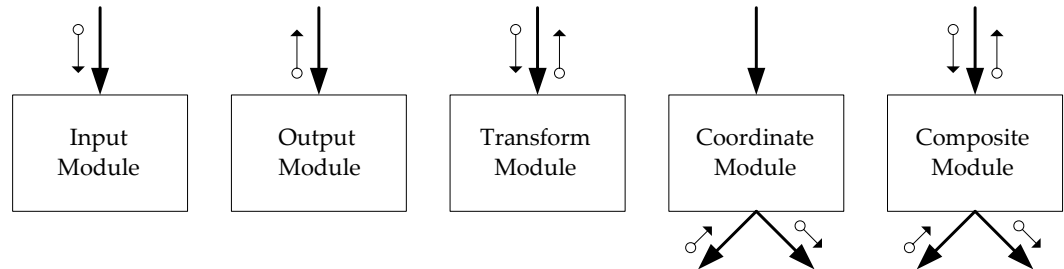 Input
Module
Output
Module
Transform
Module
Coordinate
Module
Composite
Module